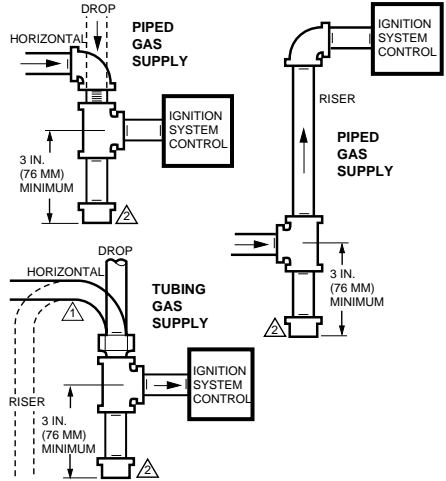 DROP
HORIZONTAL
PIPED
GAS
SUPPLY
IGNITION
SYSTEM
CONTROL
3 IN.
(76 MM)
MINIMUM
2
IGNITION
SYSTEM
CONTROL
RISER
PIPED
GAS
SUPPLY
3 IN.
(76 MM)
MINIMUM
2
DROP
HORIZONTAL
TUBING
GAS
SUPPLY
1
IGNITION
SYSTEM
CONTROL
RISER
3 IN.
(76 MM)
MINIMUM
2